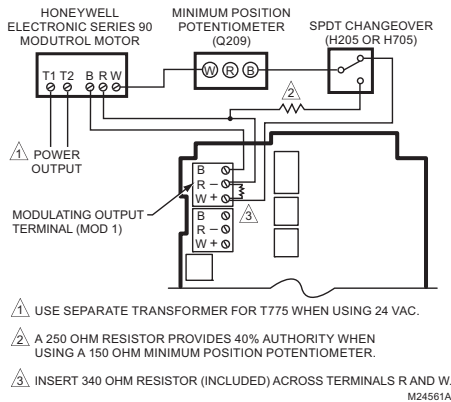 HONEYWELL
ELECTRONIC SERIES 90
MODUTROL MOTOR
MINIMUM POSITION
POTENTIOMETER
(Q209)
SPDT CHANGEOVER
(H205 OR H705)
T1 T2 B R W
W R B
2
1 POWER
OUTPUT
B
R –
W +
3
MODULATING OUTPUT
TERMINAL (MOD 1)
B
R –
W +
1 USE SEPARATE TRANSFORMER FOR T775 WHEN USING 24 VAC.
2 A 250 OHM RESISTOR PROVIDES 40% AUTHORITY WHEN
USING A 150 OHM MINIMUM POSITION POTENTIOMETER.
3 INSERT 340 OHM RESISTOR (INCLUDED) ACROSS TERMINALS R AND W.
M24561A